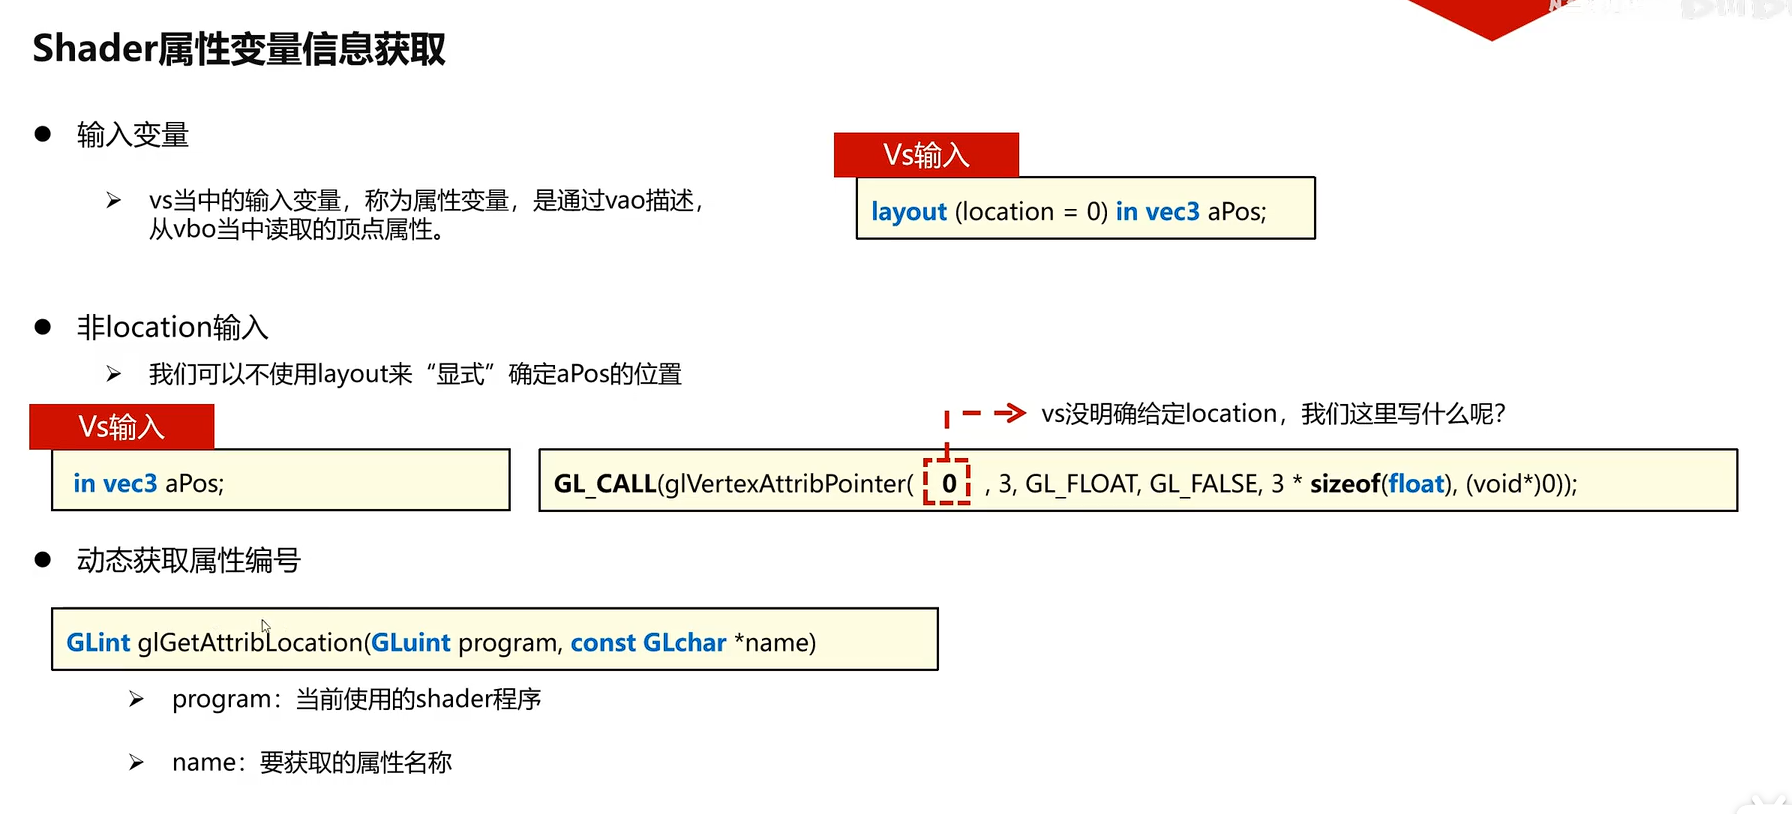 Shader属性变量信息获取
输入变量
Vs输入
vs当中的输入变量，称为属性变量，是通过vao描述，
从vbo当中读取的顶点属性。
layout (location = 0) in vec3 aPos;
非location输入
我们可以不使用layout来“显式”确定aPos的位置
Vs输入
vs没明确给定location，我们这里写什么呢？
in vec3 aPos;
GL_CALL(glVertexAttribPointer( 0 , 3, GL_FLOAT, GL_FALSE, 3 * sizeof(float), (void*)0));
动态获取属性编号
GLint glGetAttribLocation(GLuint program, const GLchar *name)
program：当前使用的shader程序
name：要获取的属性名称